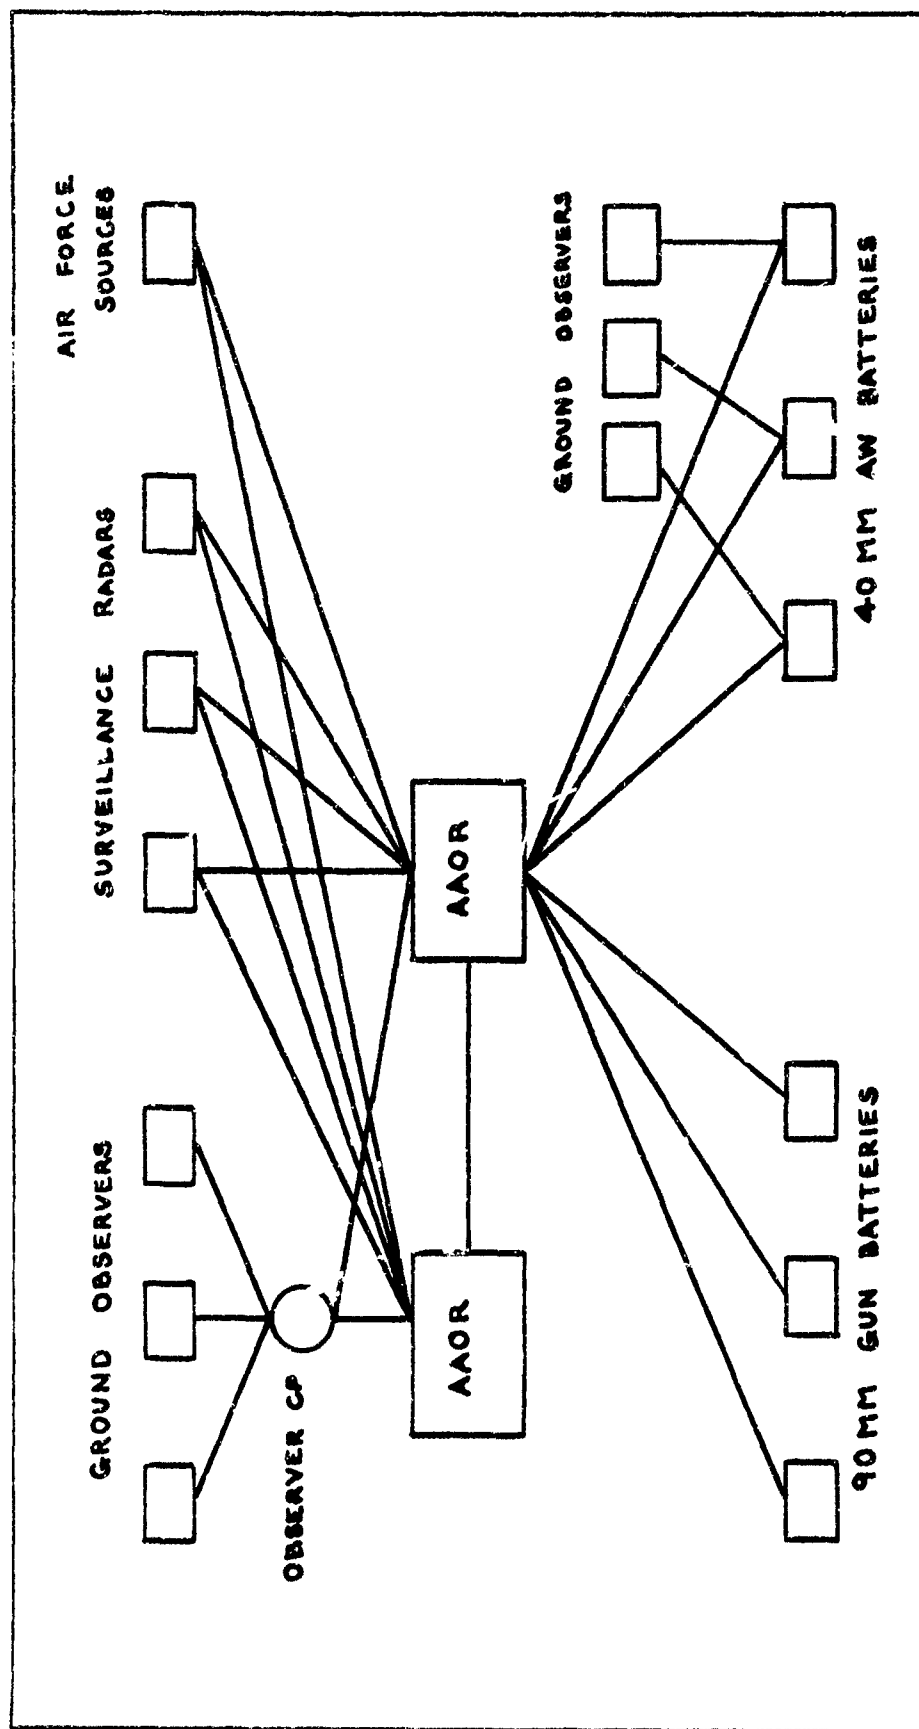 GROUND OBSERVERS
SURVEILLANCE RADARS
AIR FORCE
SOURCES
OBSERVER CP
AAOR
AAOR
GROUND OBSERVERS
90 MM GUN BATTERIES
40 MM AW BATTERIES